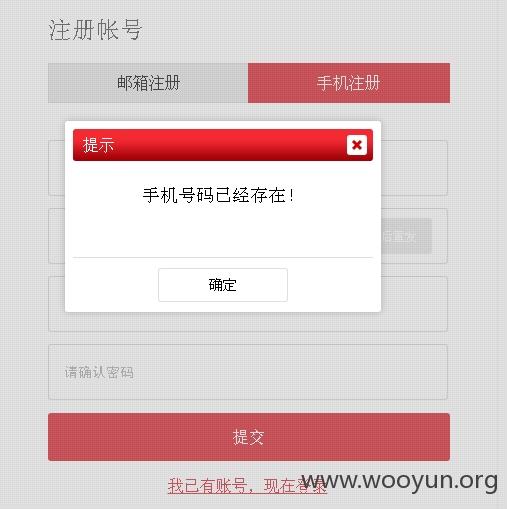 注册帐号
邮箱注册 手机注册
提示
手机号码已经存在!
后重发
确定
请确认密码
提交
我已有账号，现在登录
www.wooyun.org